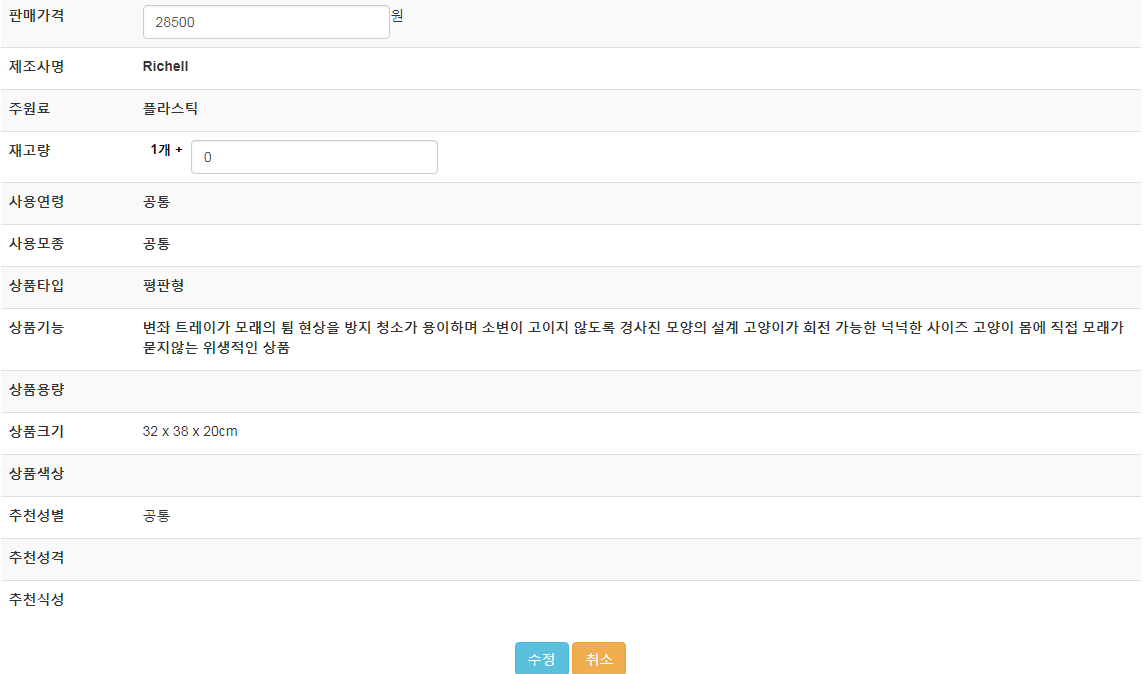 판매가격 28500 원
제조사명 Richell
주원료 플라스틱
재고량 1개 + 0
사용연령 공통
사용모종 공통
상품타입 평판형
상품기능 변좌 트레이가 모래의 튐 현상을 방지 청소가 용이하며 소변이 고이지 않도록 경사진 모양의 설계 고양이가 회전 가능한 넉넉한 사이즈 고양이 몸에 직접 모래가
묻지않는 위생적인 상품
상품용량
상품크기 32 x 38 x 20cm
상품색상
추천성별 공통
추천성격
추천식성
수정 취소